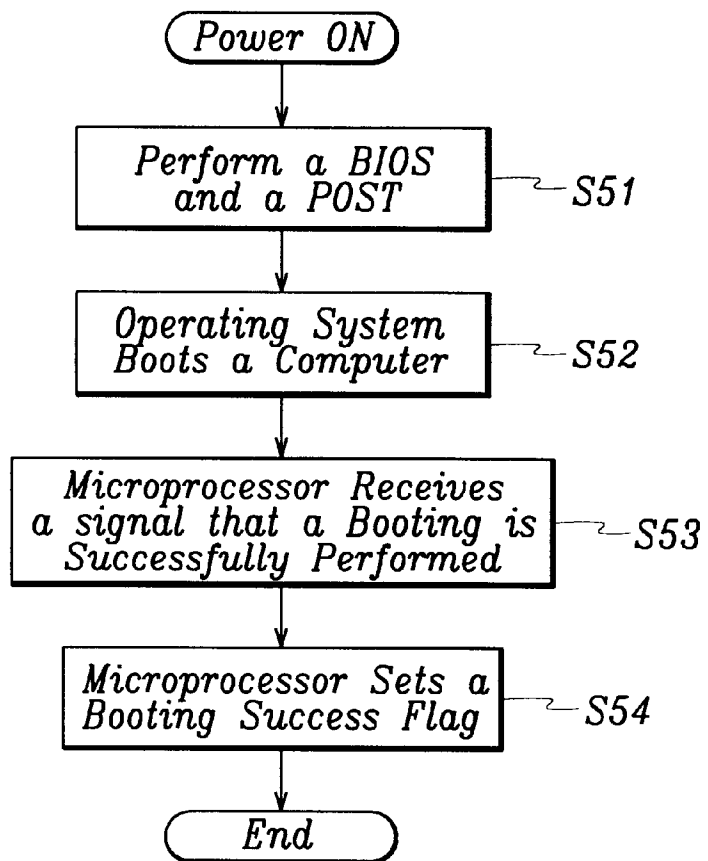 Power ON
Perform a BIOS
and a POST
S51
Operating System
Boots a Computer
S52
Microprocessor Receives
a signal that a Booting is
Successfully Performed
S53
Microprocessor Sets a
Booting Success Flag
S54
End